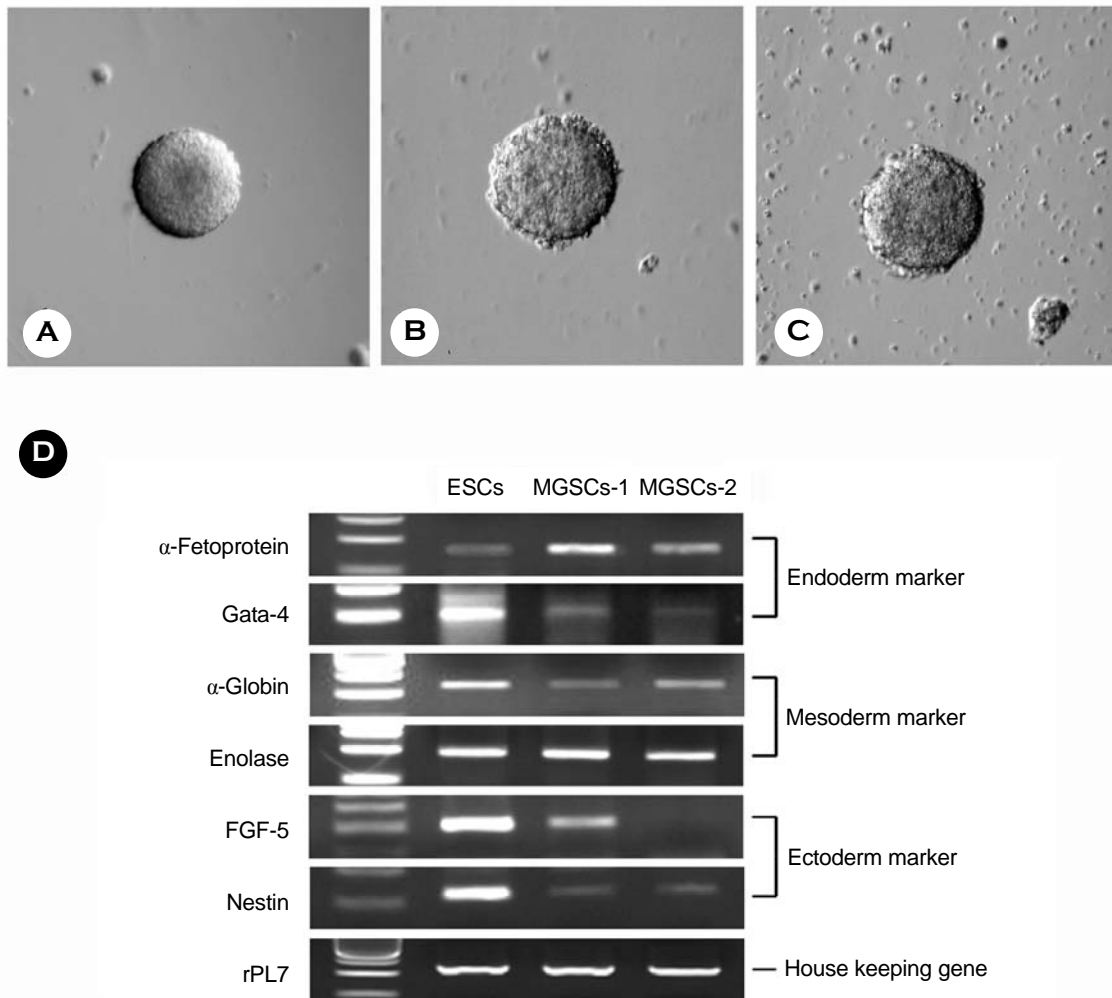 A
B
C
D
ESCs MGSCs-1 MGSCs-2
α-Fetoprotein
Endoderm marker
Gata-4
α-Globin
Mesoderm marker
Enolase
FGF-5
Ectoderm marker
Nestin
rPL7
House keeping gene